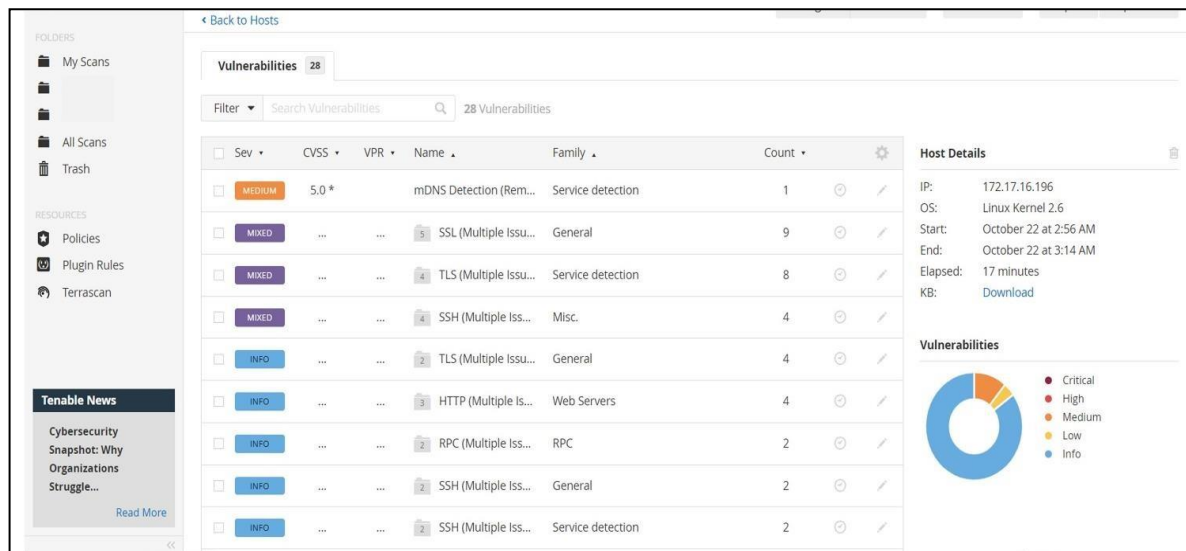 ‹ Back to Hosts
FOLDERS
My Scans
All Scans
Trash
RESOURCES
Policies
Plugin Rules
Terrascan
Tenable News
Cybersecurity
Snapshot: Why
Organizations
Struggle...
Read More
Vulnerabilities 28
Filter Search Vulnerabilities 28 Vulnerabilities
Sev CVSS VPR Name Family Count
MEDIUM 5.0 * mDNS Detection (Rem... Service detection 1
MIXED ... ... 5 SSL (Multiple Issu... General 9
MIXED ... ... 4 TLS (Multiple Issu... Service detection 8
MIXED ... ... 4 SSH (Multiple Iss... Misc. 4
INFO ... ... 2 TLS (Multiple Issu... General 4
INFO ... ... 3 HTTP (Multiple Is... Web Servers 4
INFO ... ... 2 RPC (Multiple Iss... RPC 2
INFO ... ... 2 SSH (Multiple Iss... General 2
INFO ... ... 2 SSH (Multiple Iss... Service detection 2
Host Details
IP: 172.17.16.196
OS: Linux Kernel 2.6
Start: October 22 at 2:56 AM
End: October 22 at 3:14 AM
Elapsed: 17 minutes
KB: Download
Vulnerabilities
Critical
High
Medium
Low
Info